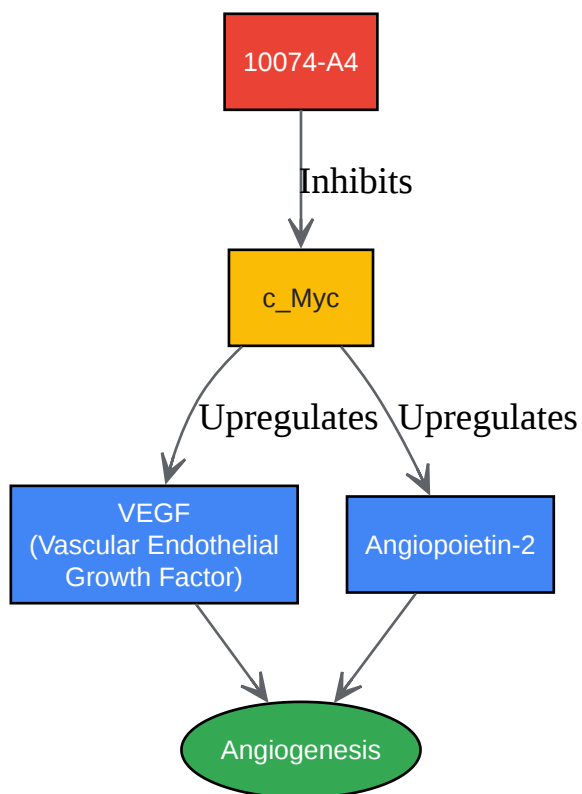 10074-A4
Inhibits
c_Myc
Upregulates
Upregulates
VEGF
(Vascular Endothelial
Growth Factor)
Angiopoietin-2
Angiogenesis